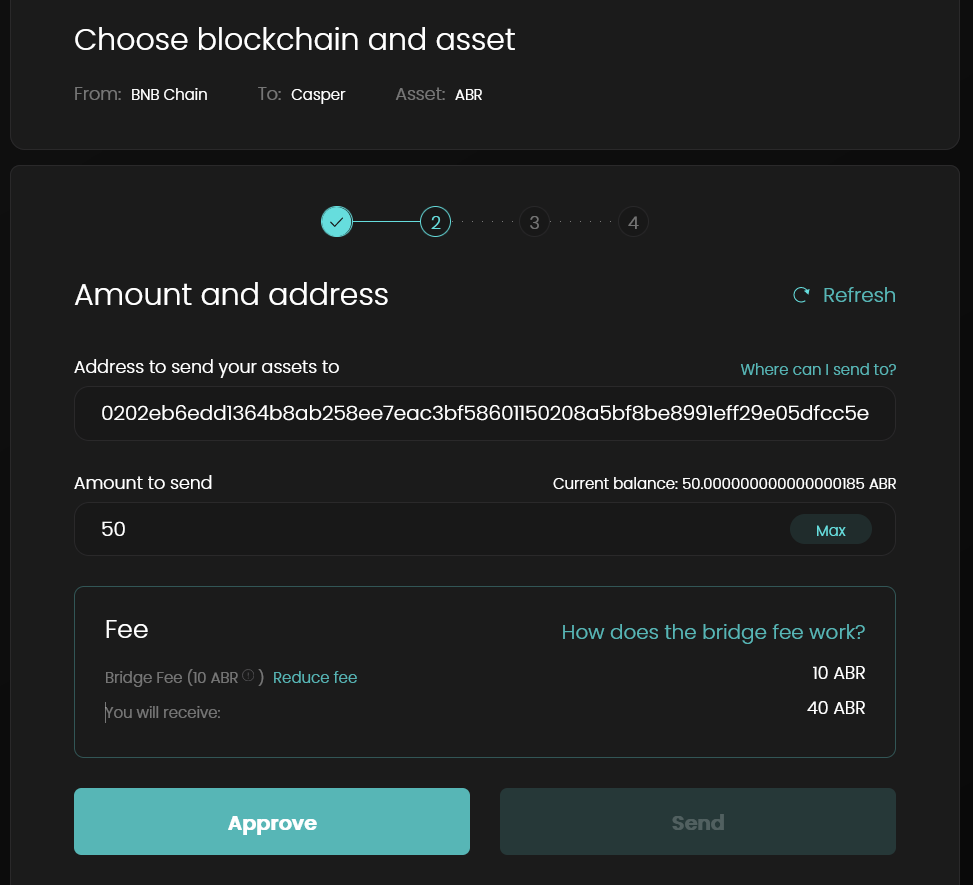 Choose blockchain and asset
From: BNB Chain To: Casper Asset: ABR
2 3 4
Amount and address Refresh
Address to send your assets to Where can I send to?
0202eb6edd1364b8ab258ee7eac3bf58601150208a5bf8be8991eff29e05dfcc5e
Amount to send Current balance: 50.000000000000000185 ABR
50 Max
Fee How does the bridge fee work?
Bridge Fee (10 ABR ) Reduce fee 10 ABR
You will receive: 40 ABR
Approve Send